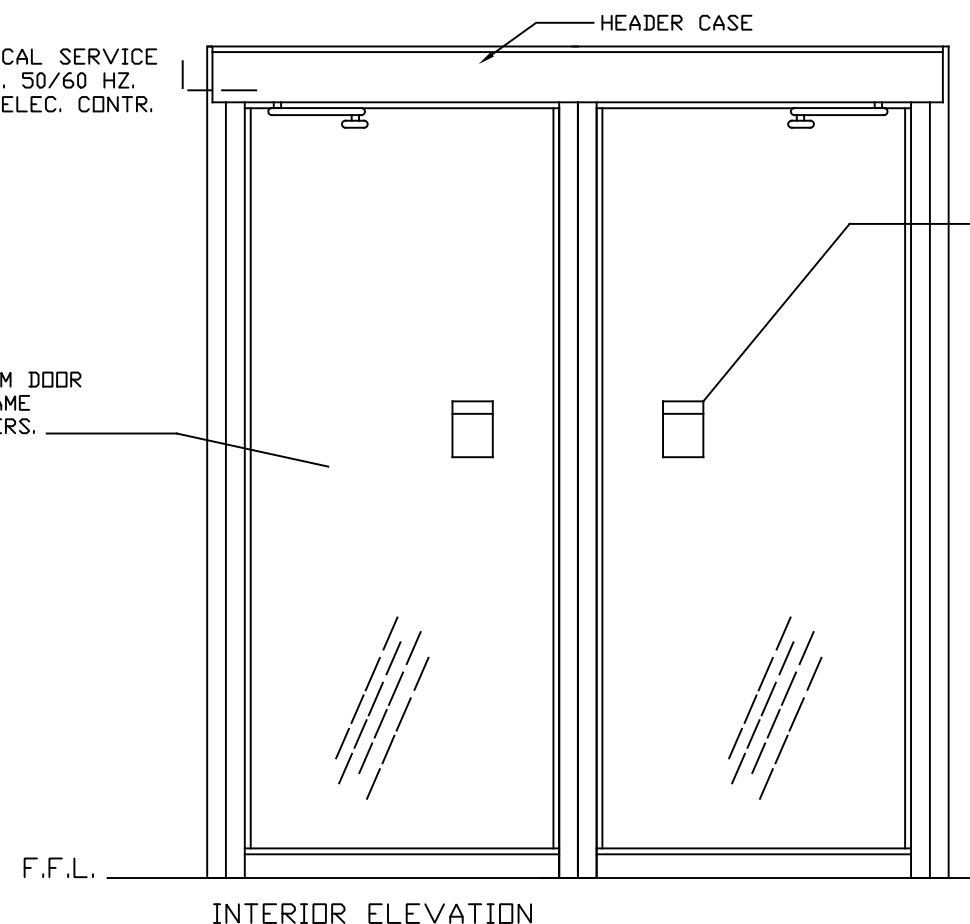 HEADER CASE
CAL SERVICE
. 50/60 HZ.
ELEC. CONTR.
M DOOR
AME
ERS.
F.F.L.
INTERIOR ELEVATION